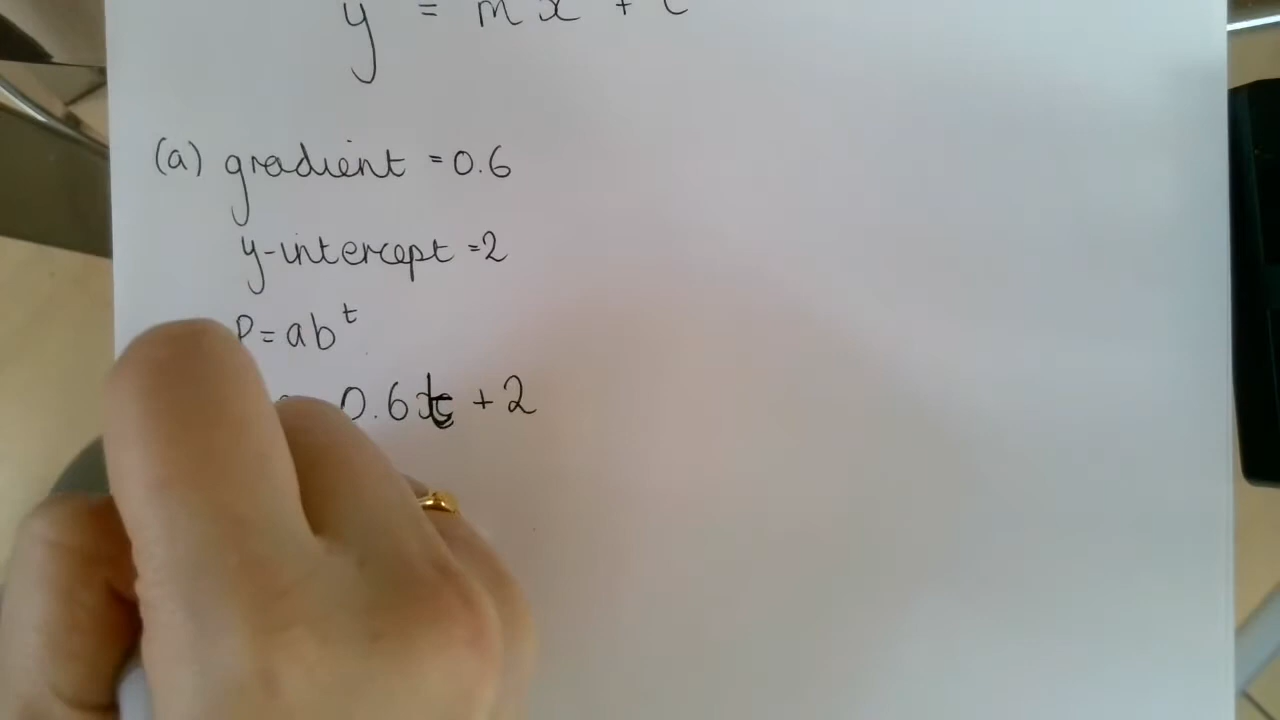 y = mx + c
(a) gradient = 0.6
y-intercept = 2
P = ab^t
0.6t + 2